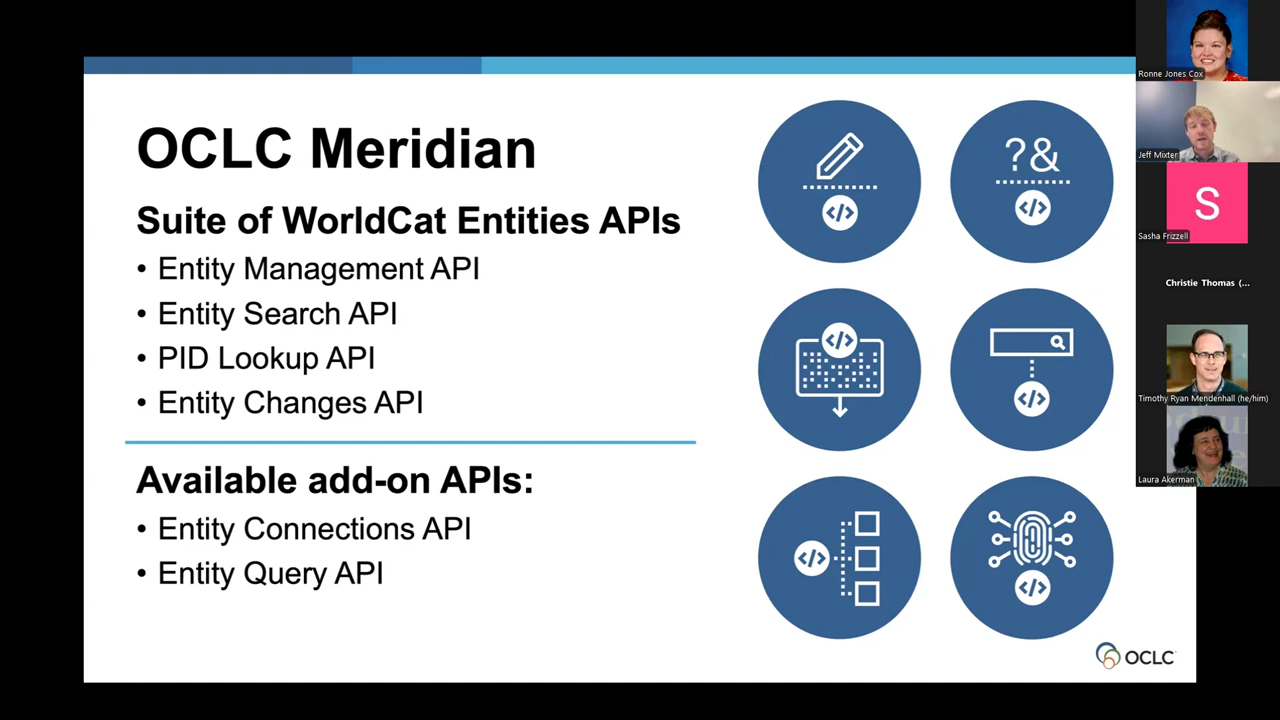 OCLC Meridian
Suite of WorldCat Entities APIs
• Entity Management API
• Entity Search API
• PID Lookup API
• Entity Changes API
Available add-on APIs:
• Entity Connections API
• Entity Query API
</>
?&
</>
</>
</>
</>
</>
OCLC
Ronne Jones Cox
Jeff Mixter
S
Sasha Frizzell
Christie Thomas (...
Timothy Ryan Mendenhall (he/him)
Laura Akerman